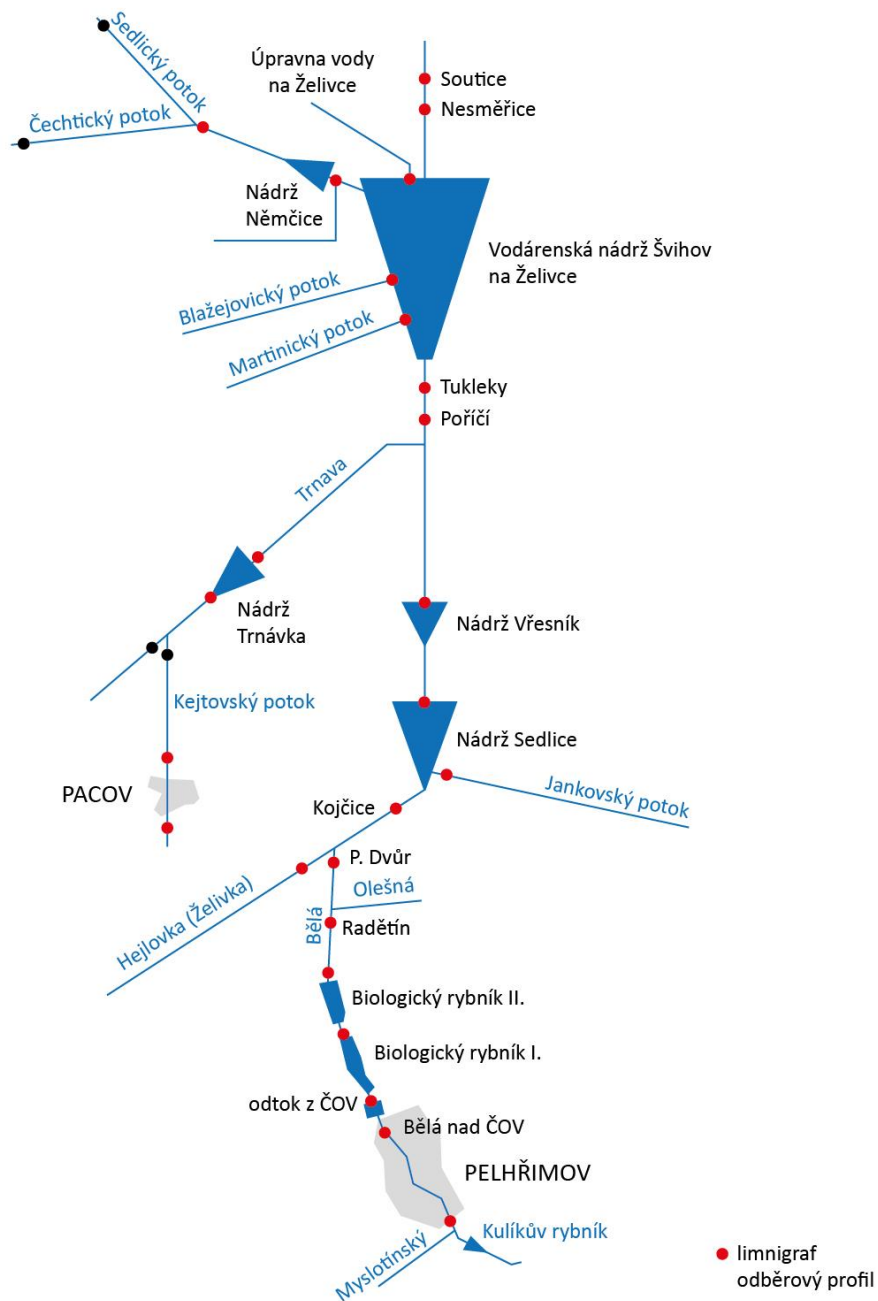 Sedlický potok
Úpravna vody
na Želivce
Soutice
Nesměřice
Čechtický potok
Nádrž
Němčice
Vodárenská nádrž Švihov
na Želivce
Blažejovický potok
Martinický potok
Tukleky
Poříčí
Trnava
Nádrž
Trnávka
Nádrž Vřesník
Kejtovský potok
Nádrž Sedlice
PACOV
Jankovský potok
Kojčice
P. Dvůr
Olešná
Hejlovka (Želivka)
Bělá
Radětín
Biologický rybník II.
Biologický rybník I.
odtok z ČOV
Bělá nad ČOV
PELHŘIMOV
Kulíkův rybník
Myslotínský
limnigraf
odběrový profil